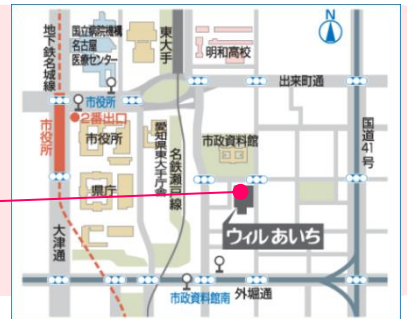 N
地下鉄名城線
国立病院機構
名古屋
医療センター
東大手
明和高校
出来町通
市役所
2番出口
市役所
市役所
愛知県東大手庁舎
名鉄瀬戸線
市政資料館
国道41号
県庁
大津通
ウィルあいち
市政資料館南
外堀通